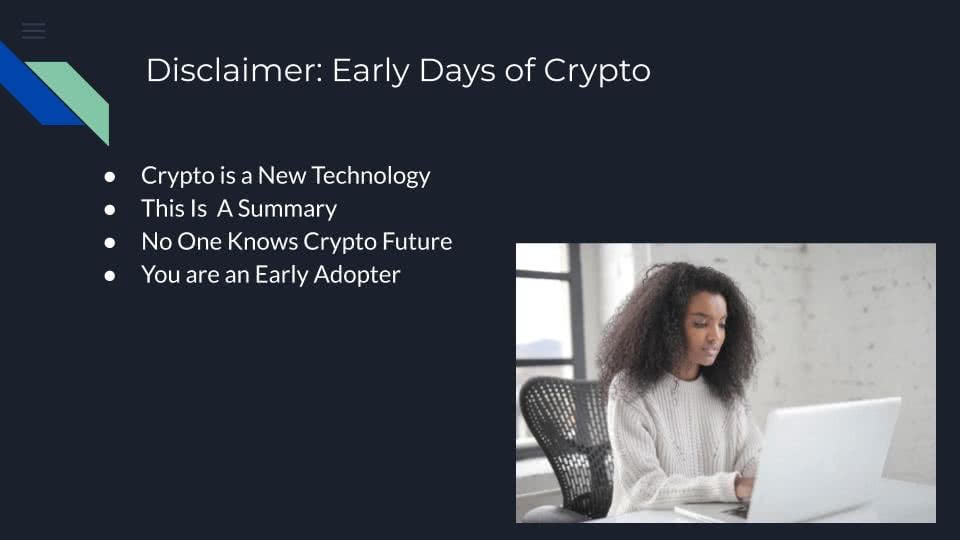 Disclaimer: Early Days of Crypto
● Crypto is a New Technology
● This Is  A Summary
● No One Knows Crypto Future
● You are an Early Adopter